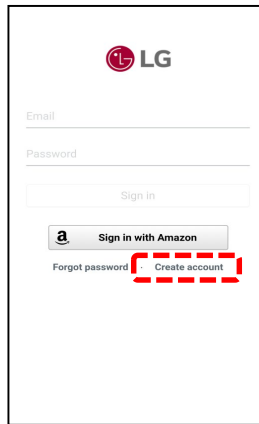 LG
Email
Password
Sign in
a Sign in with Amazon
Forgot password · Create account